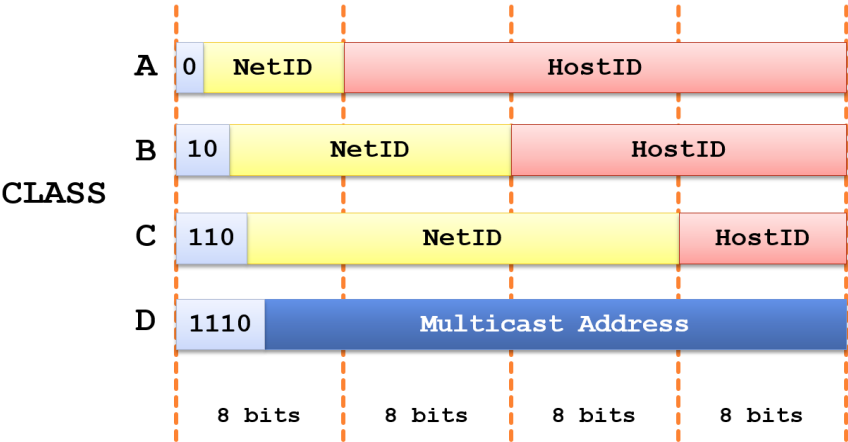 A 0 NetID HostID
B 10 NetID HostID
CLASS
C 110 NetID HostID
D 1110 Multicast Address
8 bits 8 bits 8 bits 8 bits